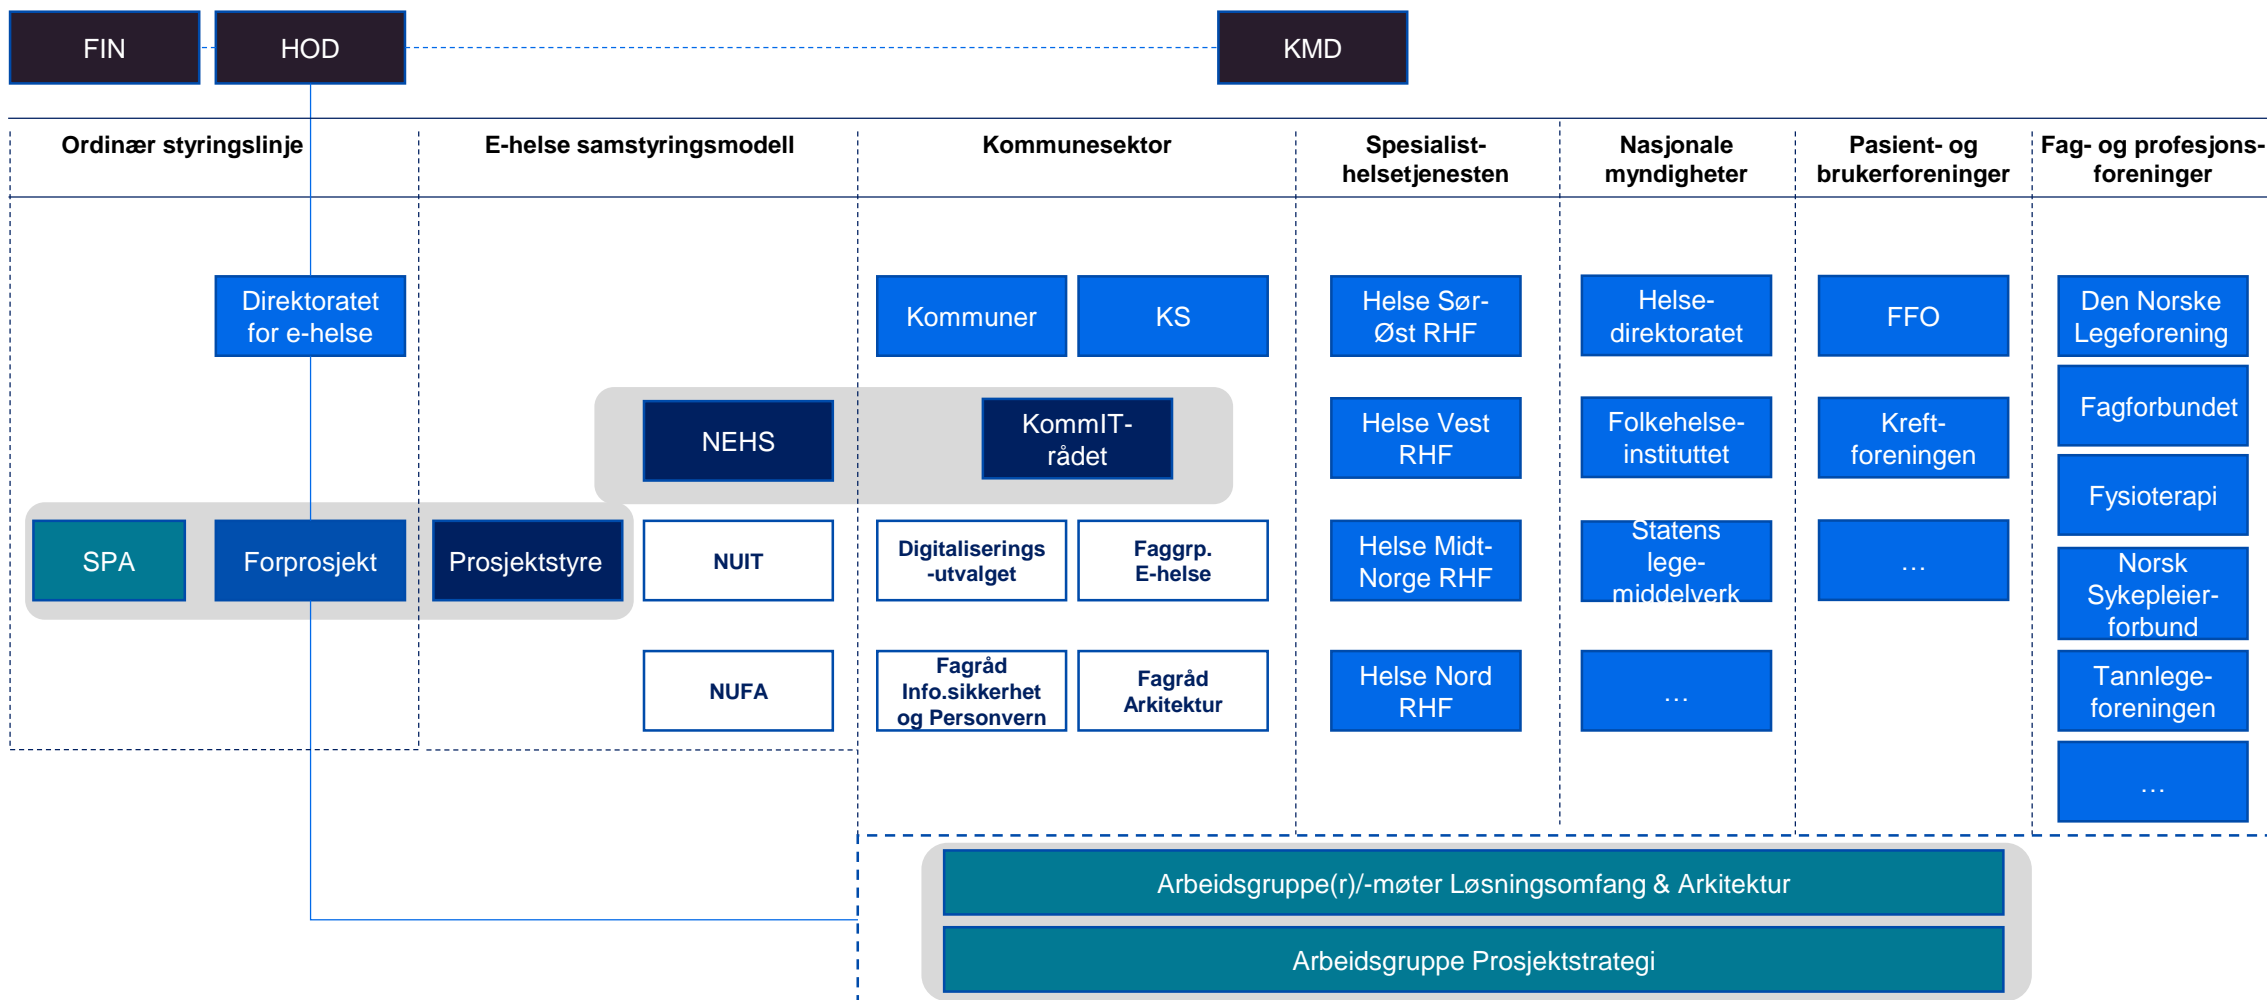 FIN
HOD
KMD
Ordinær styringslinje
E-helse samstyringsmodell
Kommunesektor
Spesialist-
helsetjenesten
Nasjonale
myndigheter
Pasient- og
brukerforeninger
Fag- og profesjons-
foreninger
Direktoratet
for e-helse
Kommuner
KS
Helse Sør-
Øst RHF
Helse-
direktoratet
FFO
Den Norske
Legeforening
NEHS
KommIT-
rådet
Helse Vest
RHF
Folkehelse-
instituttet
Kreft-
foreningen
Fagforbundet
Fysioterapi
SPA
Forprosjekt
Prosjektstyre
NUIT
Digitaliserings
-utvalget
Faggrp.
E-helse
Helse Midt-
Norge RHF
Statens
lege-
middelverk
…
Norsk
Sykepleier-
forbund
NUFA
Fagråd
Info.sikkerhet
og Personvern
Fagråd
Arkitektur
Helse Nord
RHF
…
Tannlege-
foreningen
…
Arbeidsgruppe(r)/-møter Løsningsomfang & Arkitektur
Arbeidsgruppe Prosjektstrategi